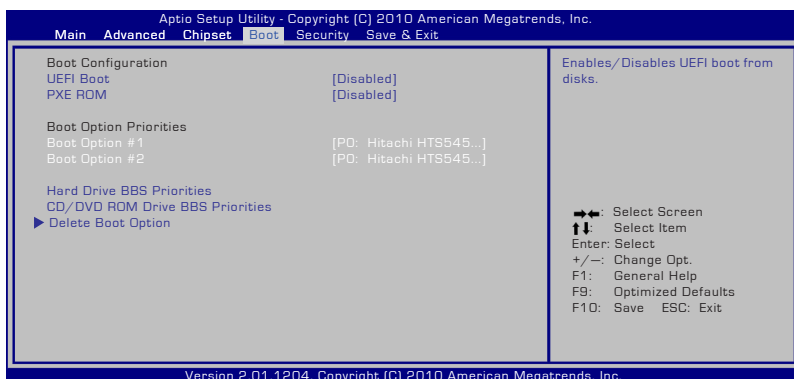 Aptio Setup Utility - Copyright (C) 2010 American Megatrends, Inc.
Main Advanced Chipset Boot Security Save & Exit
Boot Configuration
UEFI Boot [Disabled]
PXE ROM [Disabled]
Boot Option Priorities
Boot Option #1 [P0: Hitachi HTS545...]
Boot Option #2 [P0: Hitachi HTS545...]
Hard Drive BBS Priorities
CD/DVD ROM Drive BBS Priorities
Delete Boot Option
Enables/Disables UEFI boot from
disks.
→←: Select Screen
↑↓: Select Item
Enter: Select
+/—: Change Opt.
F1: General Help
F9: Optimized Defaults
F10: Save ESC: Exit
Version 2.01.1204. Copyright (C) 2010 American Megatrends, Inc.